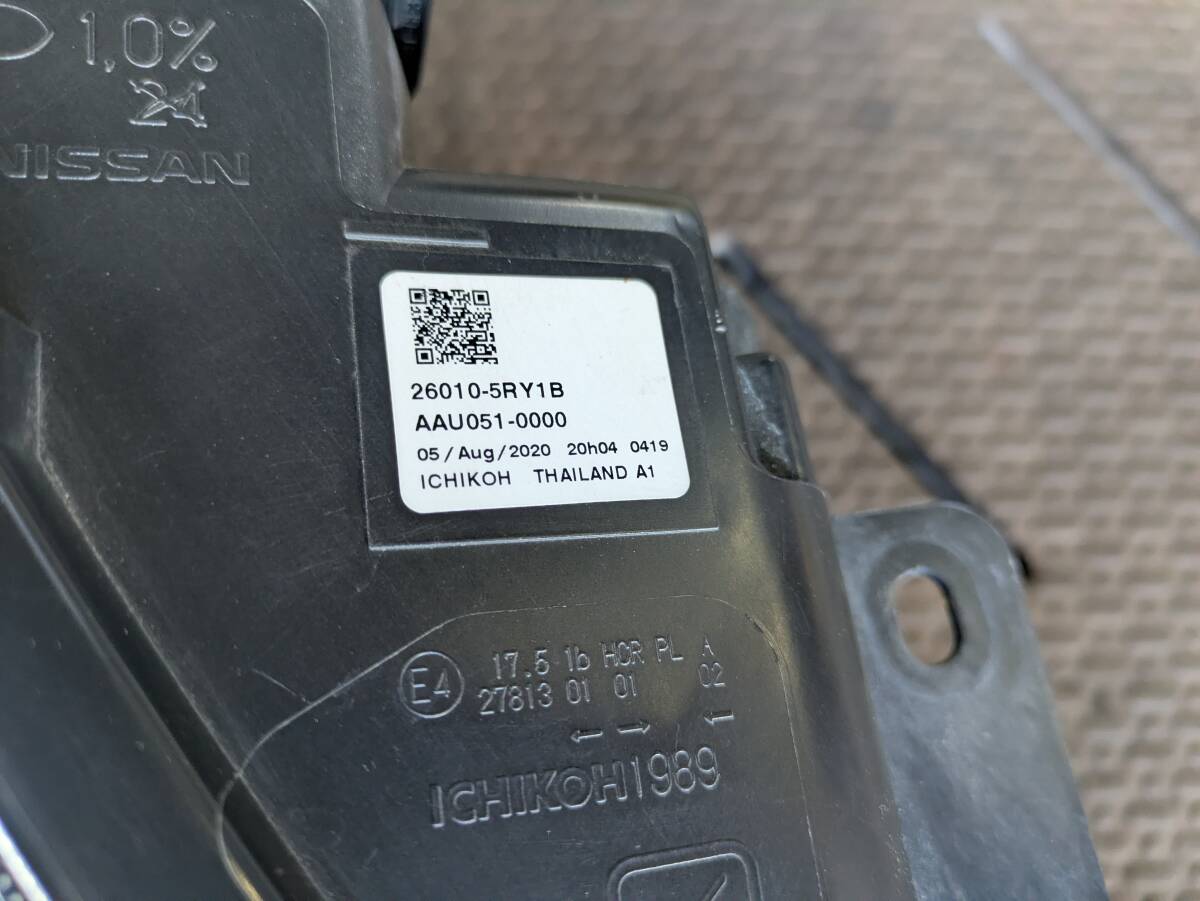 1,0%
24
NISSAN
26010-5RY1B
AAU051-0000
05/Aug/2020 20h04 0419
ICHIKOH THAILAND A1
E4
17.5 1b HCR PL A
27813 01 01 02
← → ←
ICHIKOH1989